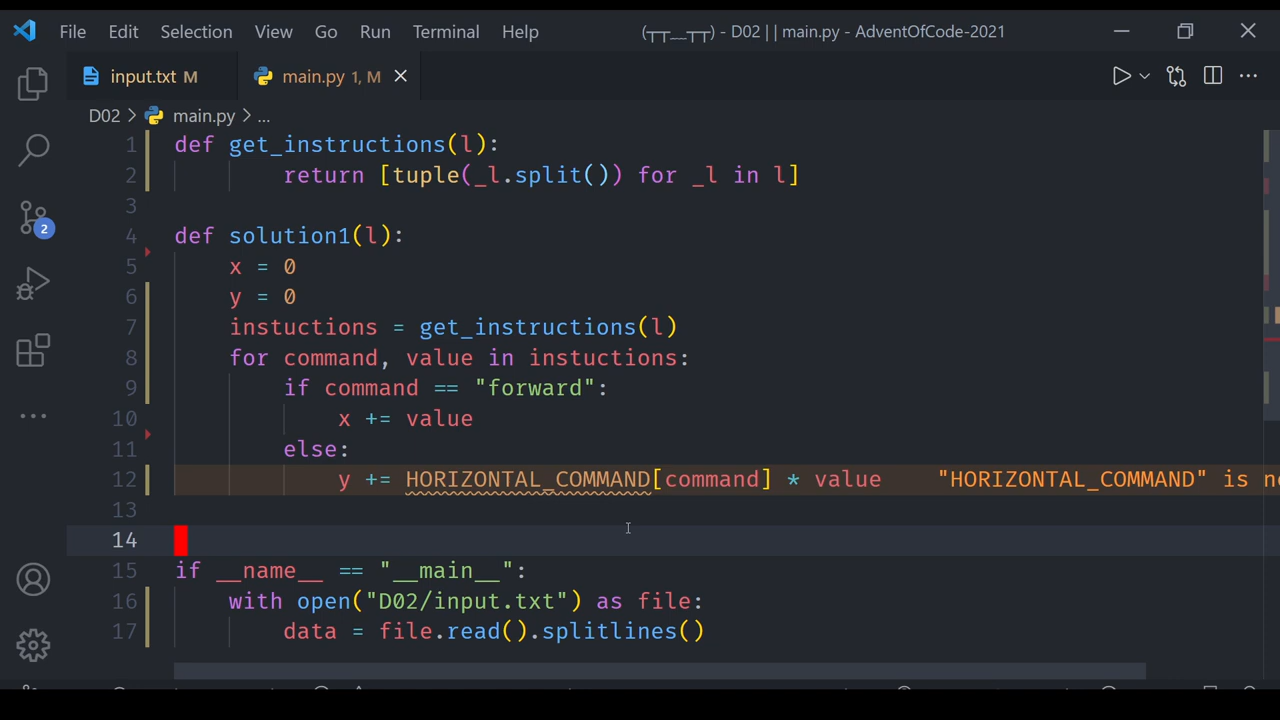 File Edit Selection View Go Run Terminal Help (┬┬__┬┬) - D02 | | main.py - AdventOfCode-2021
input.txt M main.py 1, M
D02 > main.py > ...
1 def get_instructions(l):
2 return [tuple(_l.split()) for _l in l]
3
4 def solution1(l):
5 x = 0
6 y = 0
7 instuctions = get_instructions(l)
8 for command, value in instuctions:
9 if command == "forward":
10 x += value
11 else:
12 y += HORIZONTAL_COMMAND[command] * value "HORIZONTAL_COMMAND" is
13
14
15 if __name__ == "__main__":
16 with open("D02/input.txt") as file:
17 data = file.read().splitlines()
2